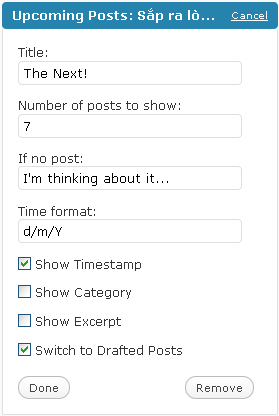 Upcoming Posts: Sắp ra lò... Cancel
Title:
The Next!
Number of posts to show:
7
If no post:
I'm thinking about it...
Time format:
d/m/Y
Show Timestamp
Show Category
Show Excerpt
Switch to Drafted Posts
Done Remove